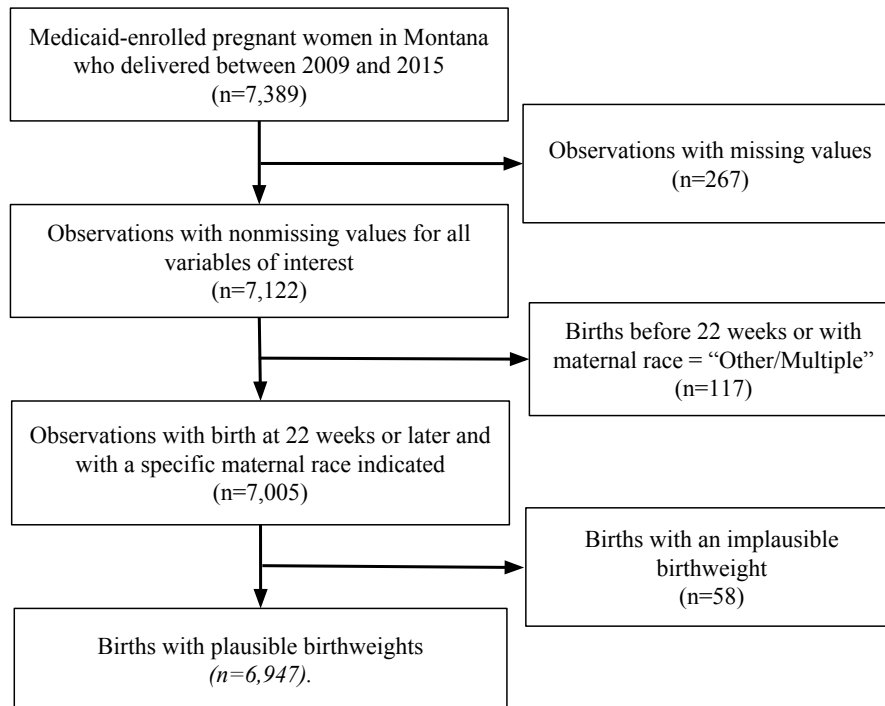 Medicaid-enrolled pregnant women in Montana
who delivered between 2009 and 2015
(n=7,389)
Observations with missing values
(n=267)
Observations with nonmissing values for all
variables of interest
(n=7,122)
Births before 22 weeks or with
maternal race = “Other/Multiple”
(n=117)
Observations with birth at 22 weeks or later and
with a specific maternal race indicated
(n=7,005)
Births with an implausible
birthweight
(n=58)
Births with plausible birthweights
(n=6,947).